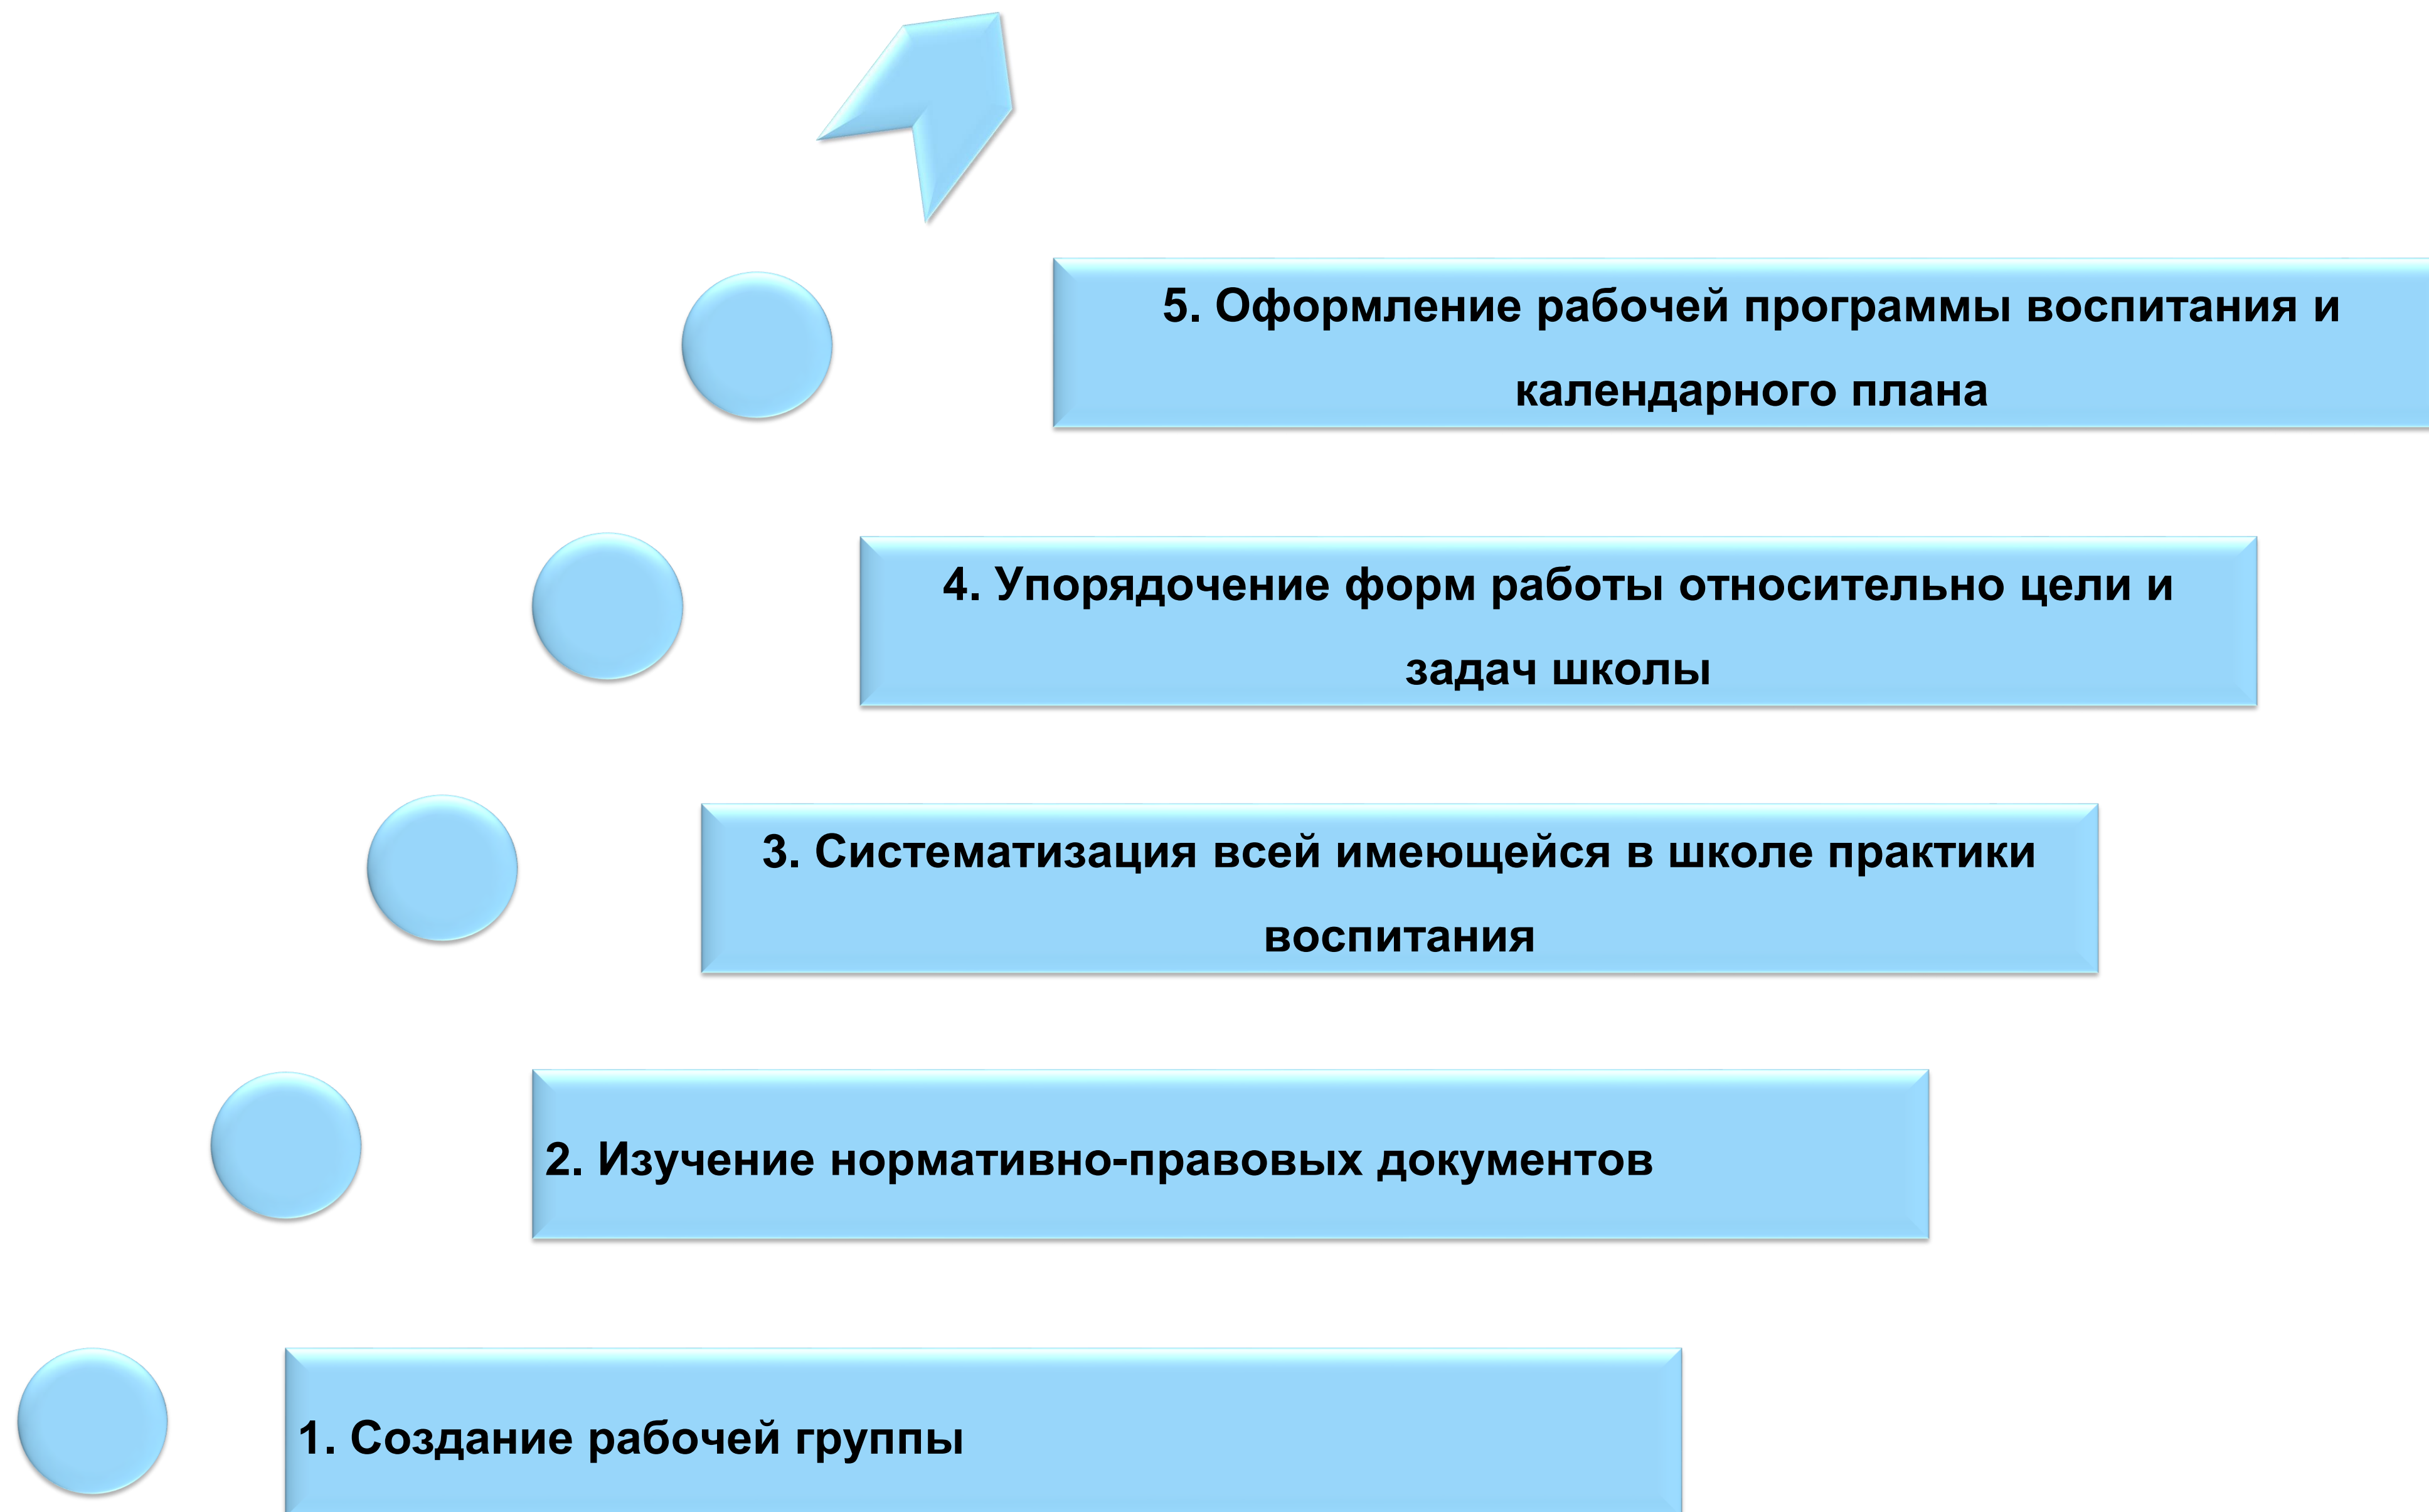 5. Оформление рабочей программы воспитания и
календарного плана
4. Упорядочение форм работы относительно цели и
задач школы
3. Систематизация всей имеющейся в школе практики
воспитания
2. Изучение нормативно-правовых документов
1. Создание рабочей группы